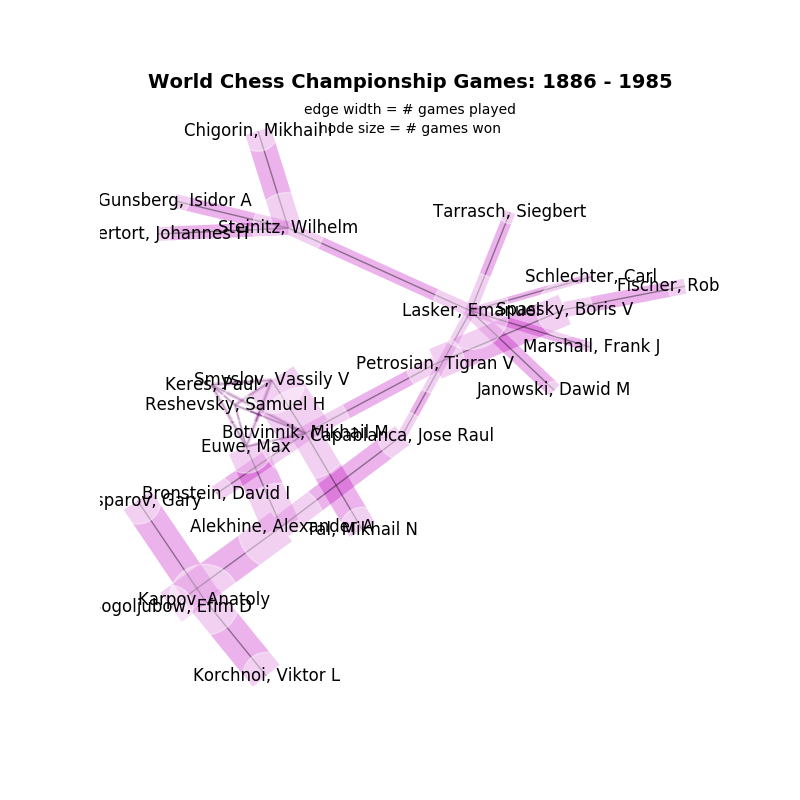 World Chess Championship Games: 1886 - 1985
edge width = # games played
node size = # games won
Chigorin, Mikhail I
Gunsberg, Isidor A
Tarrasch, Siegbert
Steinitz, Wilhelm
ertort, Johannes H
Schlechter, Carl
Fischer, Rob
Lasker, Emanuel
Spassky, Boris V
Marshall, Frank J
Petrosian, Tigran V
Smyslov, Vassily V
Keres, Paul
Janowski, Dawid M
Reshevsky, Samuel H
Botvinnik, Mikhail M
Capablanca, Jose Raul
Euwe, Max
Bronstein, David I
sparov, Gary
Alekhine, Alexander A
Tal, Mikhail N
Karpov, Anatoly
ogoljubow, Efim D
Korchnoi, Viktor L